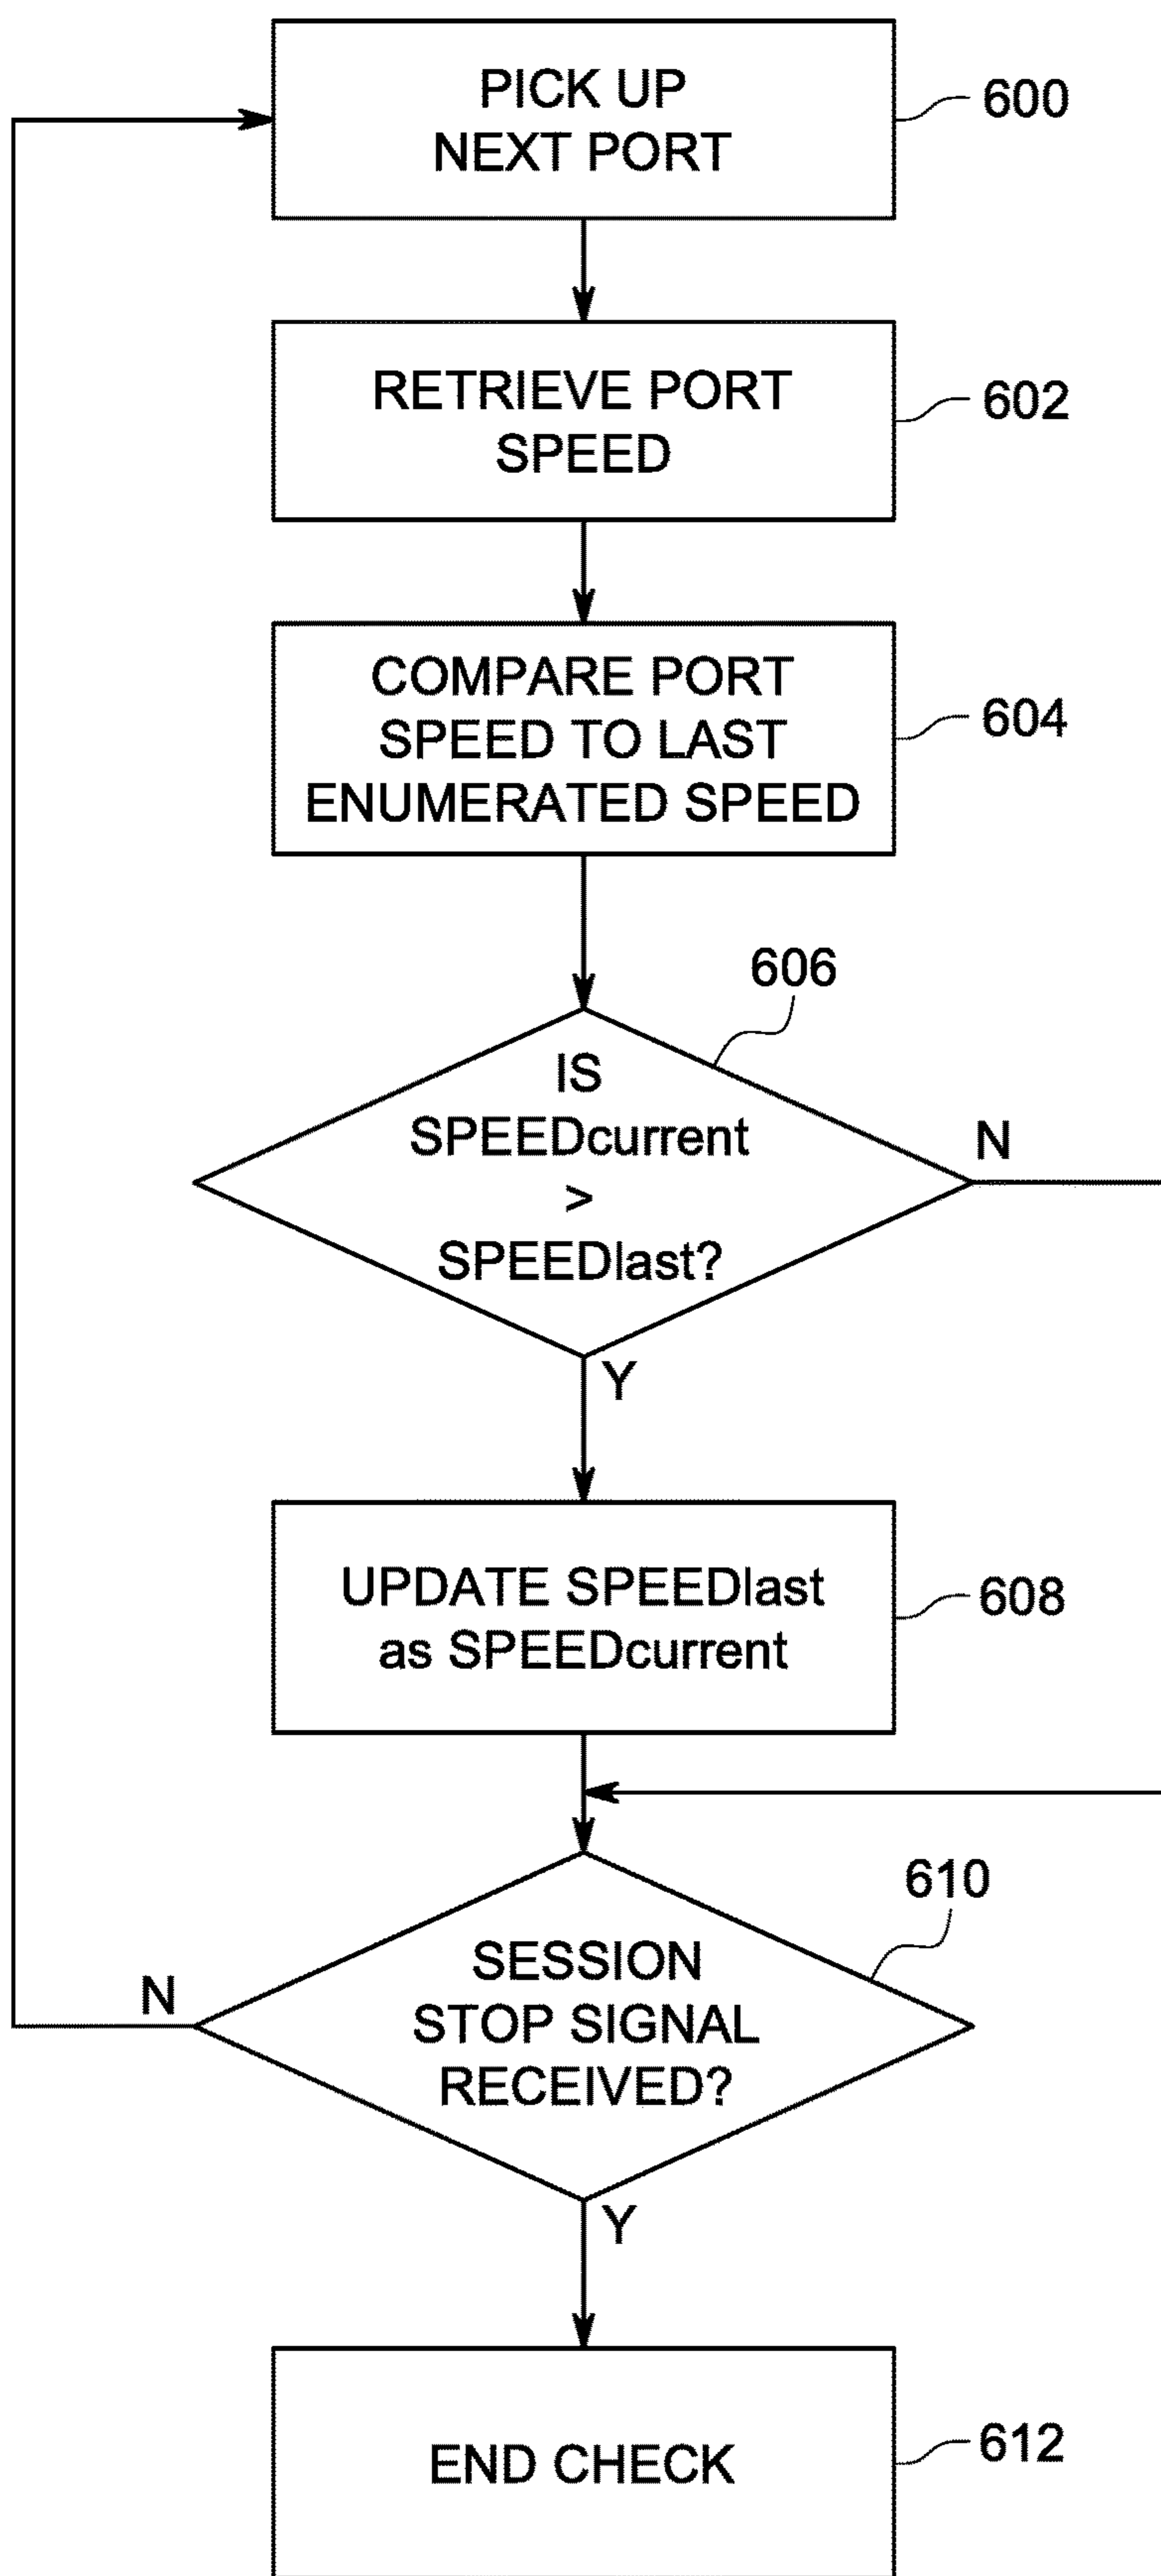 PICK UP
NEXT PORT
600
RETRIEVE PORT
SPEED
602
COMPARE PORT
SPEED TO LAST
ENUMERATED SPEED
604
606
IS
SPEEDcurrent
>
SPEEDlast?
N
Y
UPDATE SPEEDlast
as SPEEDcurrent
608
610
SESSION
STOP SIGNAL
RECEIVED?
N
Y
END CHECK
612